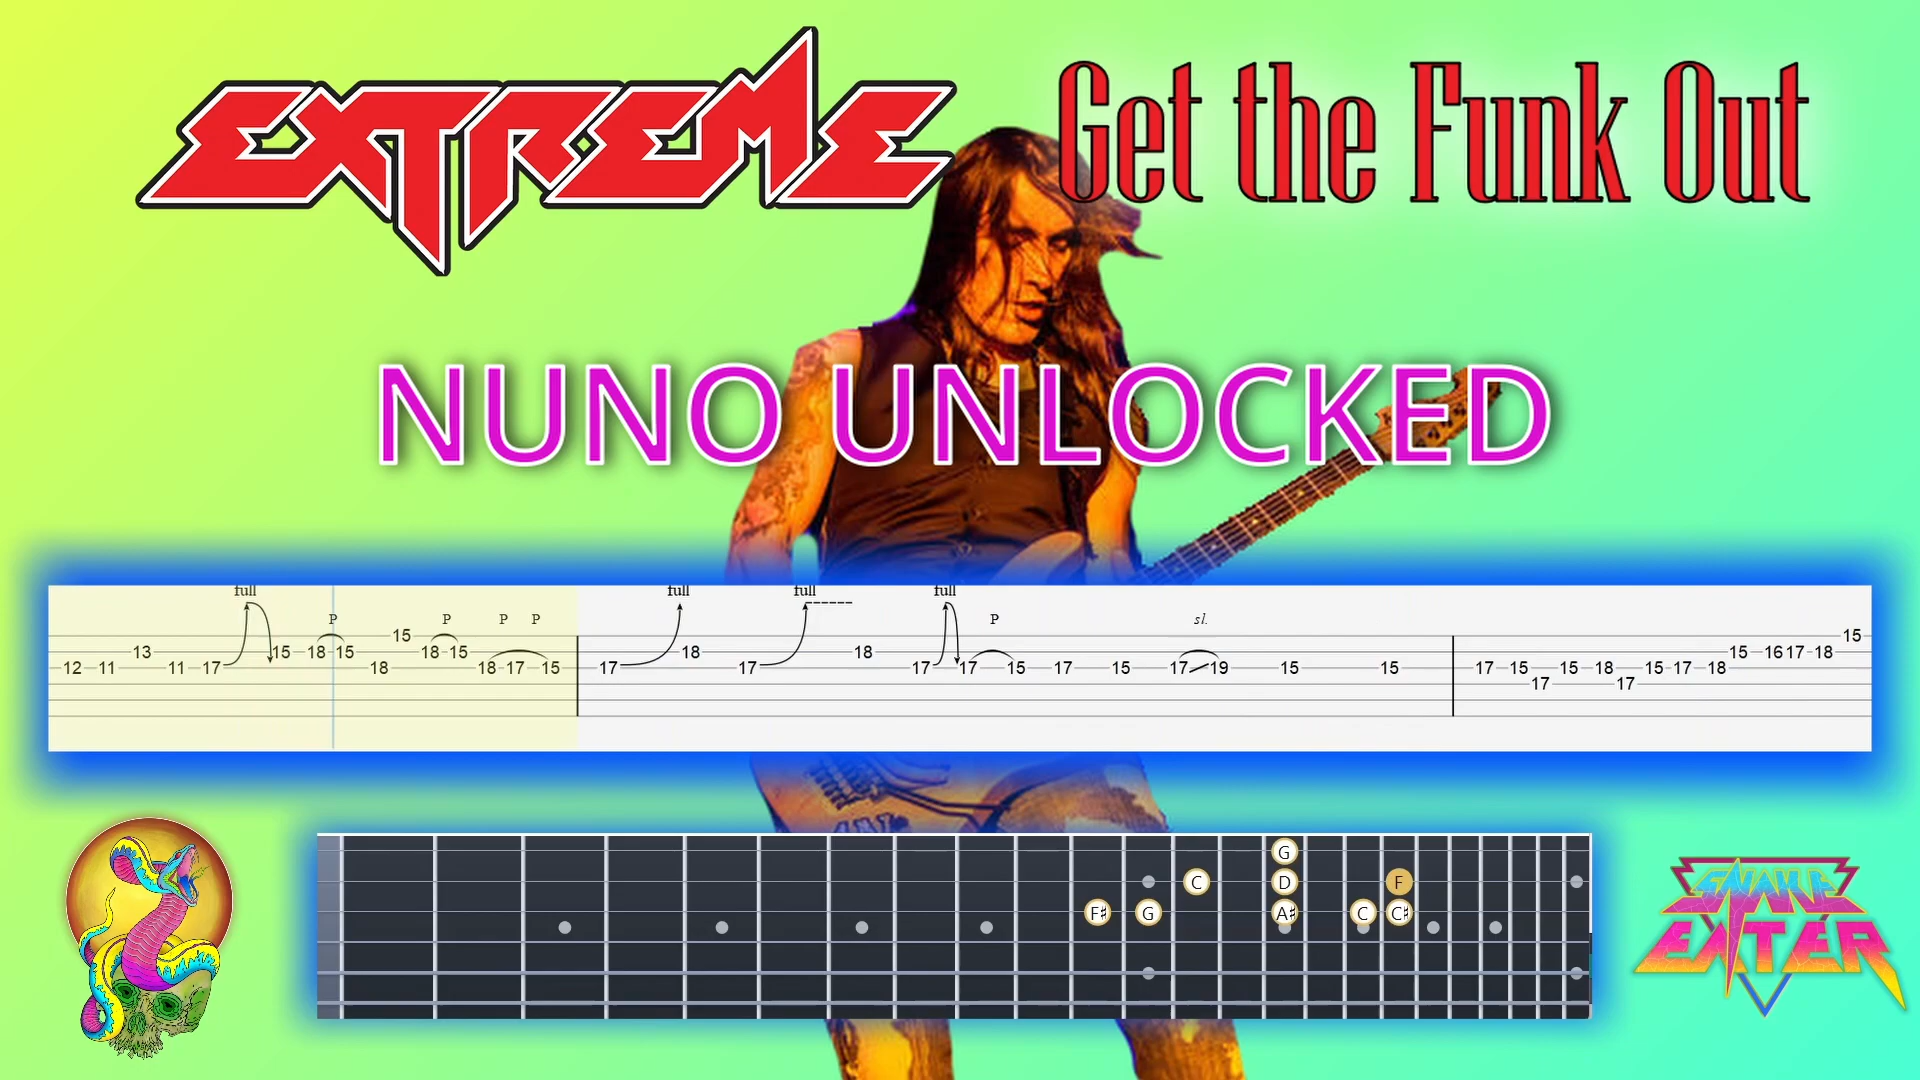 EXTREME Get the Funk Out
NUNO UNLOCKED
full full full full
P P P P P sl.
15 15
13 15 18 15 18 15 18 18 15 16 17 18
12 11 11 17 18 18 17 15 17 17 17 17 15 17 15 17 19 15 15 17 15 15 18 15 17 18
17 17
G
C D F
F# G A# C C#
SNAKE
EATER